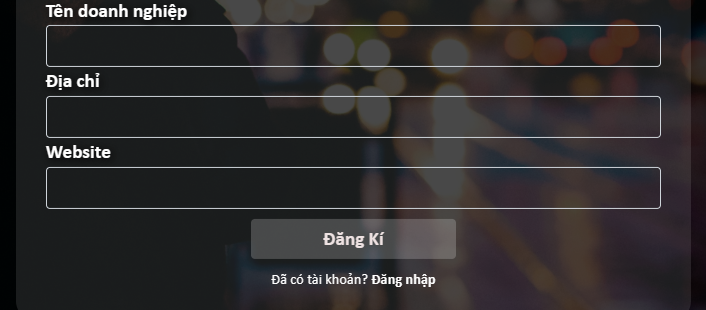 Tên doanh nghiệp
Địa chỉ
Website
Đăng Kí
Đã có tài khoản? Đăng nhập